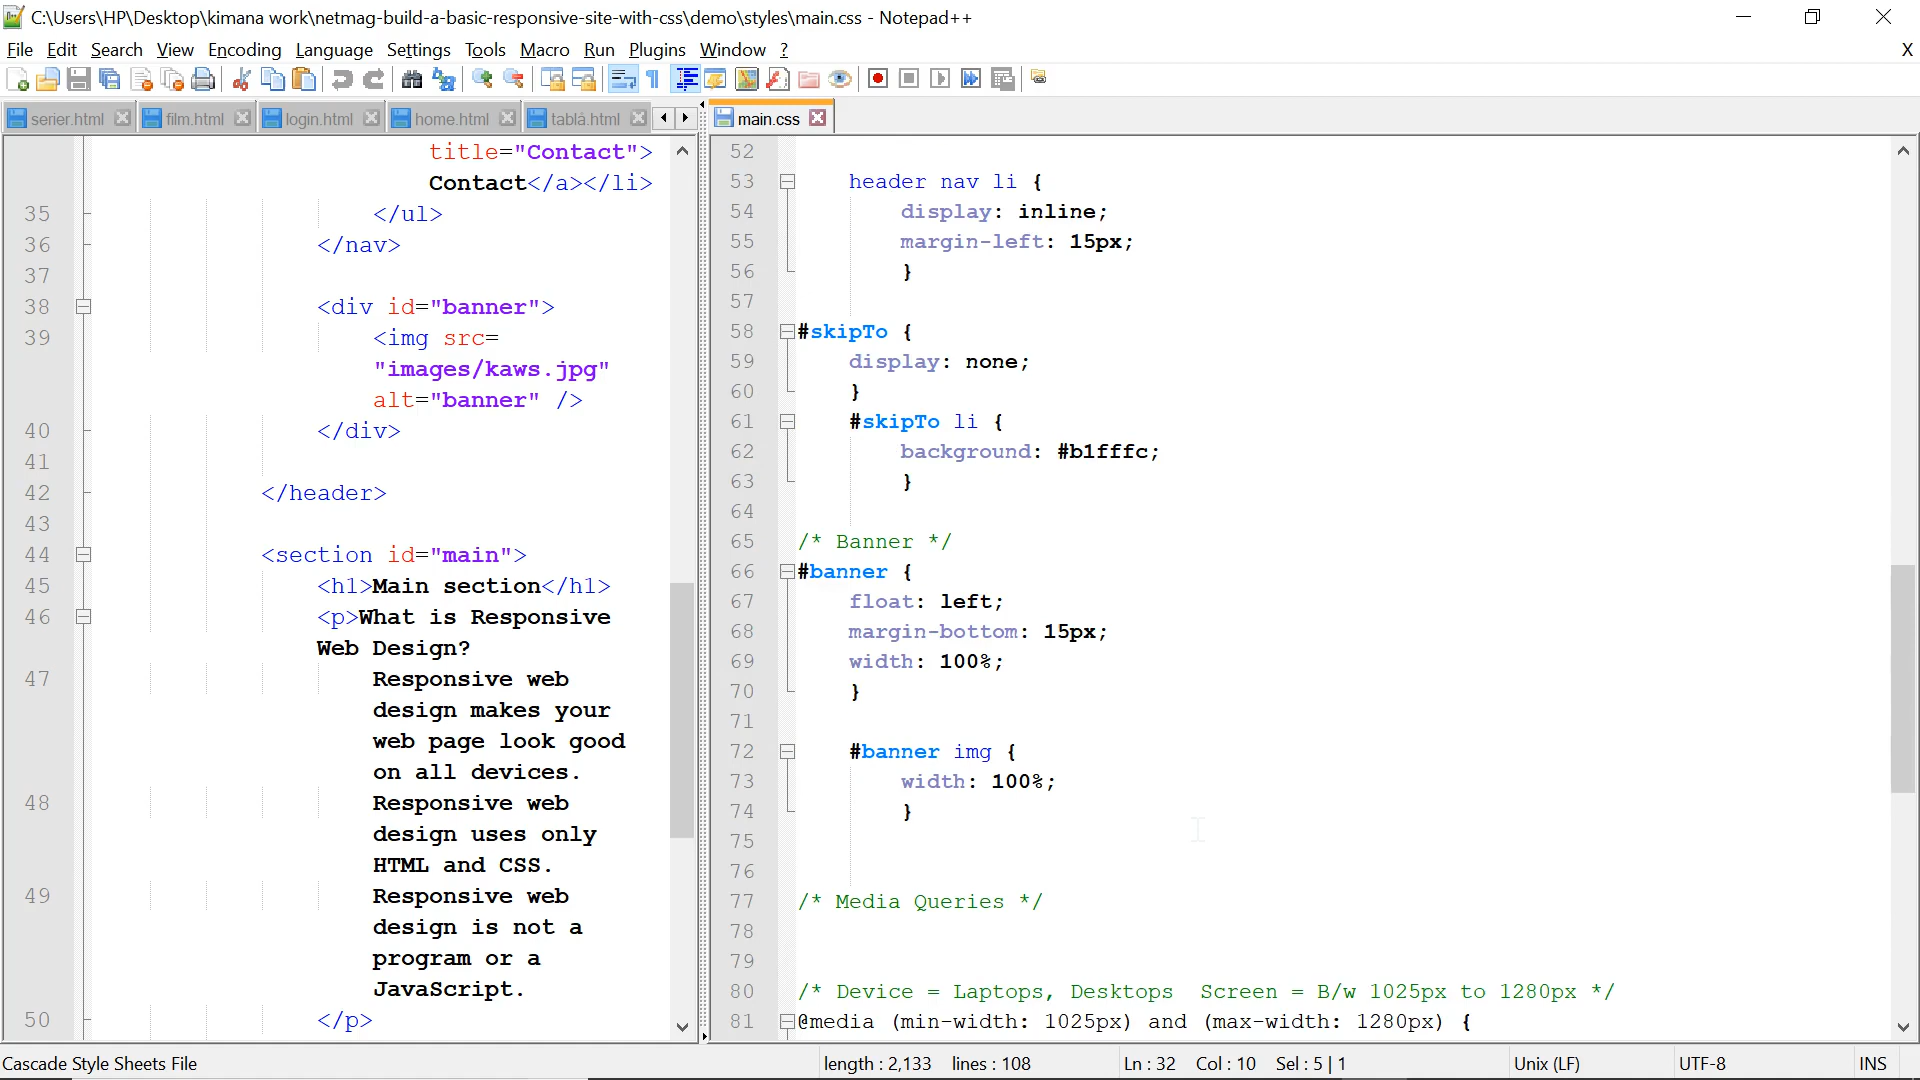 C:\Users\HP\Desktop\kimana work\netmag-build-a-basic-responsive-site-with-css\demo\styles\main.css - Notepad++
File Edit Search View Encoding Language Settings Tools Macro Run Plugins Window ? X
serier.html film.html login.html home.html tablå.html main.css
title="Contact">
Contact</a></li>
35 </ul>
36 </nav>
37
38 <div id="banner">
39 <img src=
"images/kaws.jpg"
alt="banner" />
40 </div>
41
42 </header>
43
44 <section id="main">
45 <h1>Main section</h1>
46 <p>What is Responsive
Web Design?
47 Responsive web
design makes your
web page look good
on all devices.
48 Responsive web
design uses only
HTML and CSS.
49 Responsive web
design is not a
program or a
JavaScript.
50 </p>
52
53 header nav li {
54 display: inline;
55 margin-left: 15px;
56 }
57
58 #skipTo {
59 display: none;
60 }
61 #skipTo li {
62 background: #b1fffc;
63 }
64
65 /* Banner */
66 #banner {
67 float: left;
68 margin-bottom: 15px;
69 width: 100%;
70 }
71
72 #banner img {
73 width: 100%;
74 }
75
76
77 /* Media Queries */
78
79
80 /* Device = Laptops, Desktops  Screen = B/w 1025px to 1280px */
81 @media (min-width: 1025px) and (max-width: 1280px) {
Cascade Style Sheets File length : 2,133 lines : 108 Ln : 32 Col : 10 Sel : 5 | 1 Unix (LF) UTF-8 INS